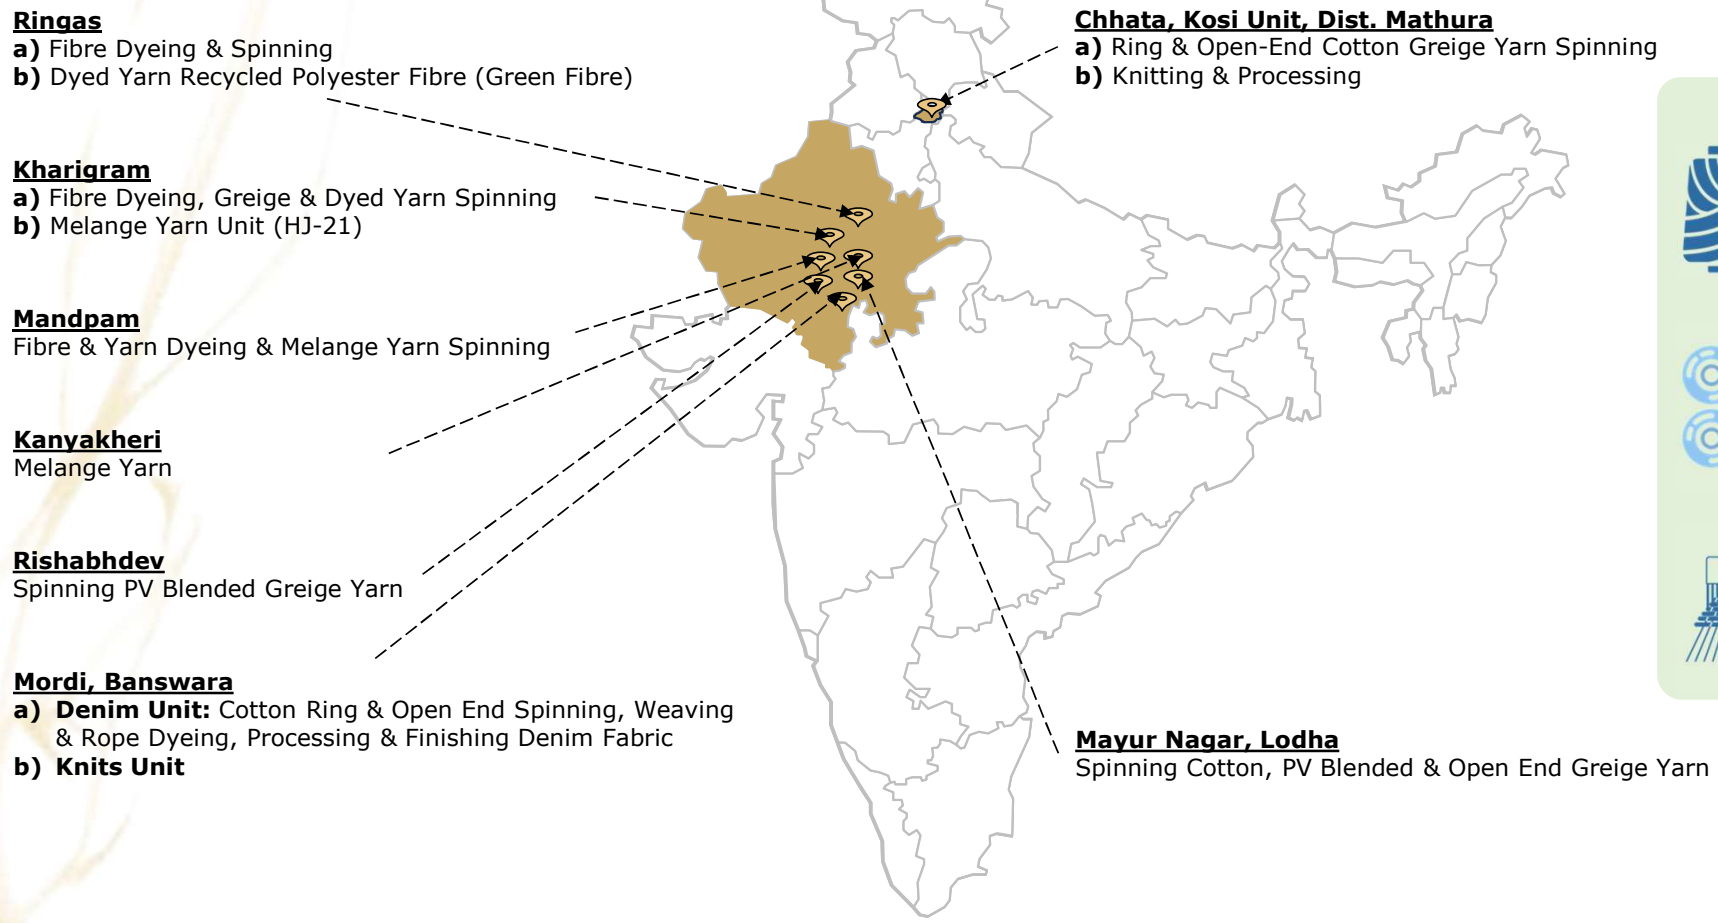 Ringas
a) Fibre Dyeing & Spinning
b) Dyed Yarn Recycled Polyester Fibre (Green Fibre)
Kharigram
a) Fibre Dyeing, Greige & Dyed Yarn Spinning
b) Melange Yarn Unit (HJ-21)
Mandpam
Fibre & Yarn Dyeing & Melange Yarn Spinning
Kanyakheri
Melange Yarn
Rishabhdev
Spinning PV Blended Greige Yarn
Mordi, Banswara
a) Denim Unit: Cotton Ring & Open End Spinning, Weaving
& Rope Dyeing, Processing & Finishing Denim Fabric
b) Knits Unit
Chhata, Kosi Unit, Dist. Mathura
a) Ring & Open-End Cotton Greige Yarn Spinning
b) Knitting & Processing
Mayur Nagar, Lodha
Spinning Cotton, PV Blended & Open End Greige Yarn